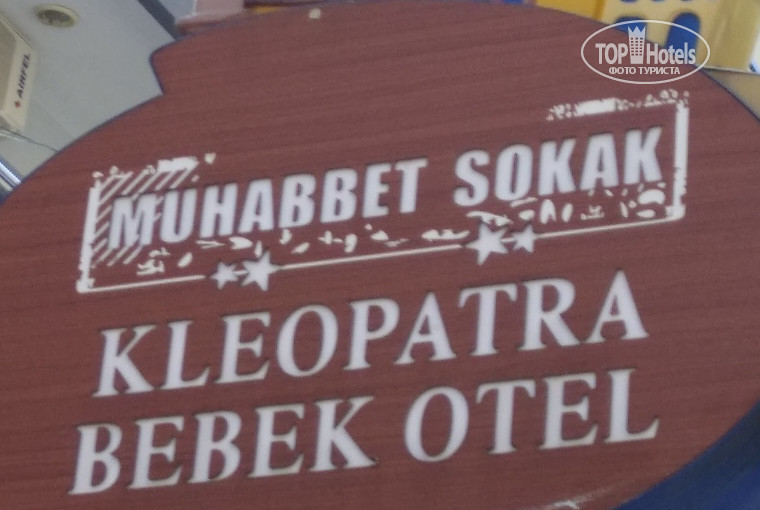 AIRFEL
TOP Hotels
ФОТО ТУРИСТА
MUHABBET SOKAK
KLEOPATRA
BEBEK OTEL